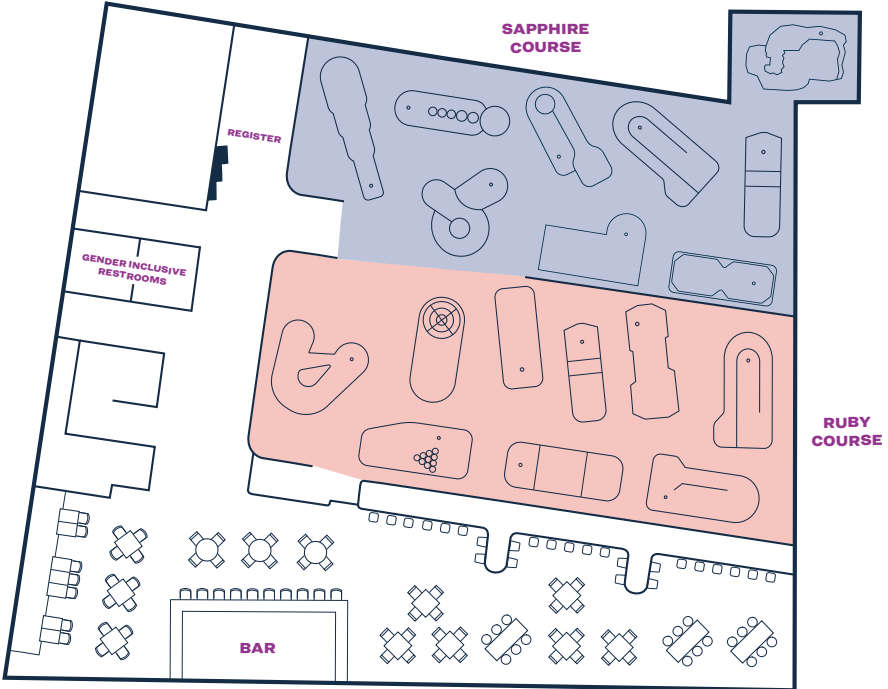 SAPPHIRE
COURSE
REGISTER
GENDER INCLUSIVE
RESTROOMS
RUBY
COURSE
BAR